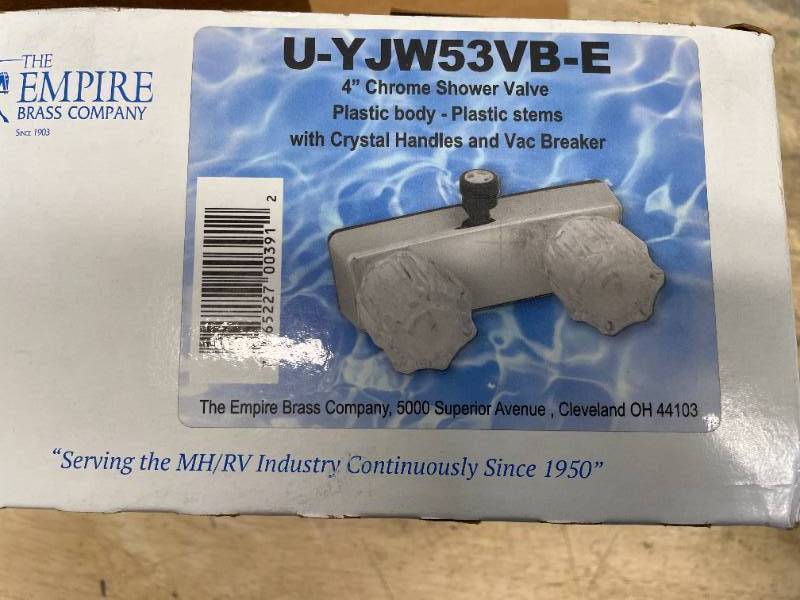 THE
EMPIRE
BRASS COMPANY
SINCE 1903
U-YJW53VB-E
4" Chrome Shower Valve
Plastic body - Plastic stems
with Crystal Handles and Vac Breaker
65227 00391 2
The Empire Brass Company, 5000 Superior Avenue , Cleveland OH 44103
"Serving the MH/RV Industry Continuously Since 1950"